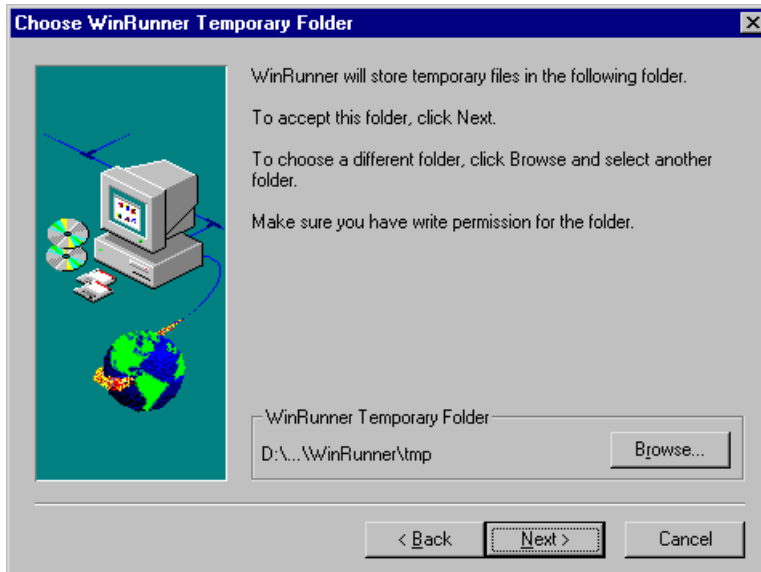 Choose WinRunner Temporary Folder
WinRunner will store temporary files in the following folder.
To accept this folder, click Next.
To choose a different folder, click Browse and select another
folder.
Make sure you have write permission for the folder.
WinRunner Temporary Folder
D:\...\WinRunner\tmp
Browse...
< Back
Next >
Cancel